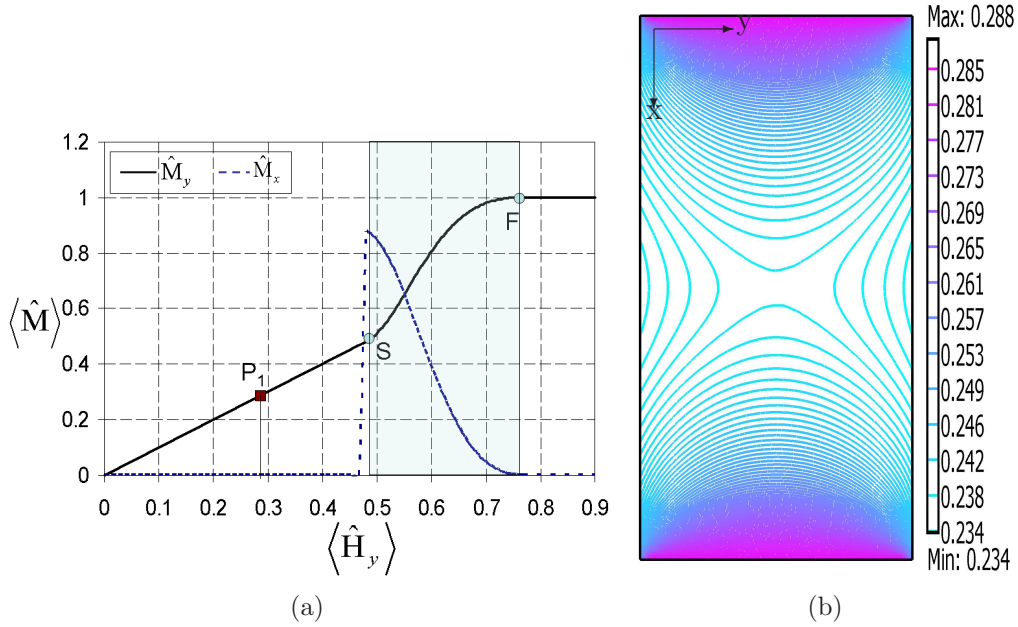 1.2
1
0.8
0.6
0.4
0.2
0
⟨M̂⟩
M̂y M̂x
P1
S
F
0 0.1 0.2 0.3 0.4 0.5 0.6 0.7 0.8 0.9
⟨Ĥy⟩
(a)
y
x
Max: 0.288
0.285
0.281
0.277
0.273
0.269
0.265
0.261
0.257
0.253
0.249
0.246
0.242
0.238
0.234
Min: 0.234
(b)